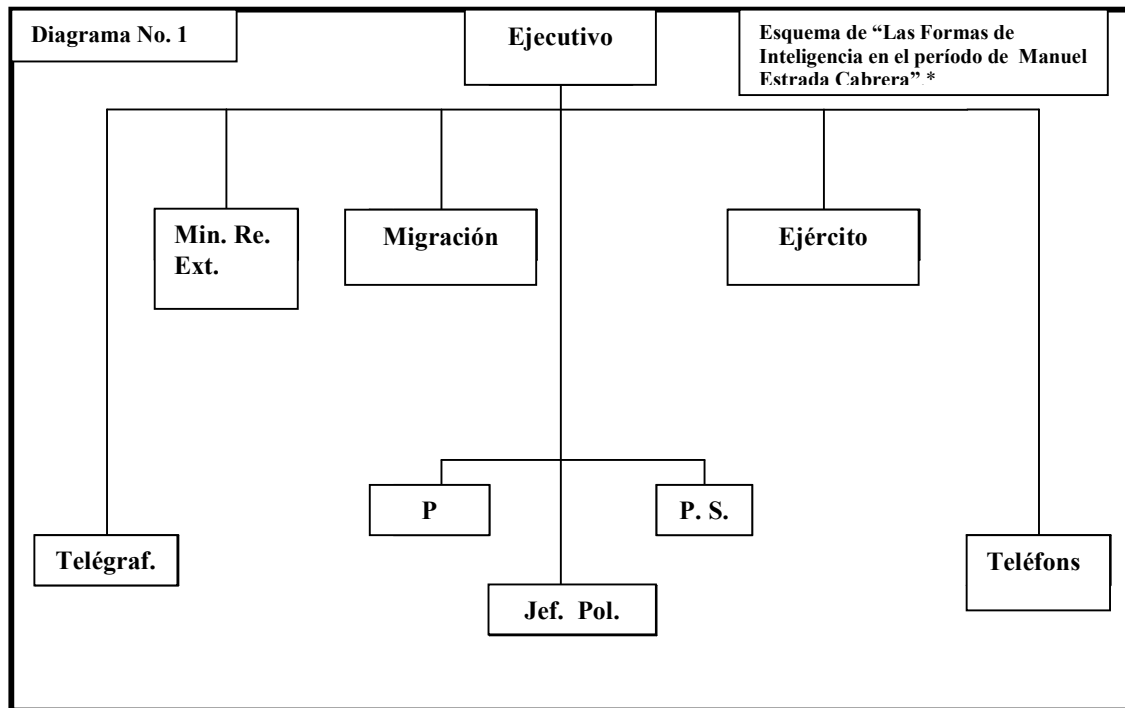 Diagrama No. 1
Ejecutivo
Esquema de “Las Formas de
Inteligencia en el período de Manuel
Estrada Cabrera”.*
Min. Re.
Ext.
Migración
Ejército
P
P. S.
Telégraf.
Teléfons
Jef. Pol.